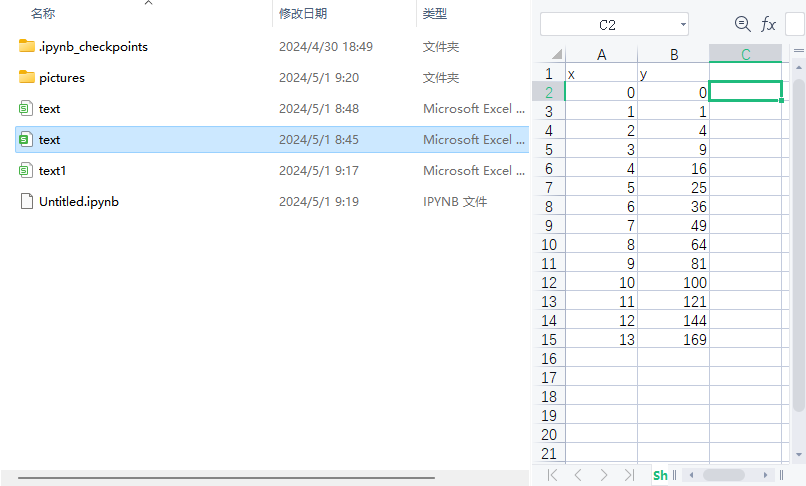 名称 修改日期 类型
.ipynb_checkpoints 2024/4/30 18:49 文件夹
pictures 2024/5/1 9:20 文件夹
text 2024/5/1 8:48 Microsoft Excel ...
text 2024/5/1 8:45 Microsoft Excel ...
text1 2024/5/1 9:17 Microsoft Excel ...
Untitled.ipynb 2024/5/1 9:19 IPYNB 文件
C2 fx
A B C
1 x y
2 0 0
3 1 1
4 2 4
5 3 9
6 4 16
7 5 25
8 6 36
9 7 49
10 8 64
11 9 81
12 10 100
13 11 121
14 12 144
15 13 169
16
17
18
19
20
21
Sh